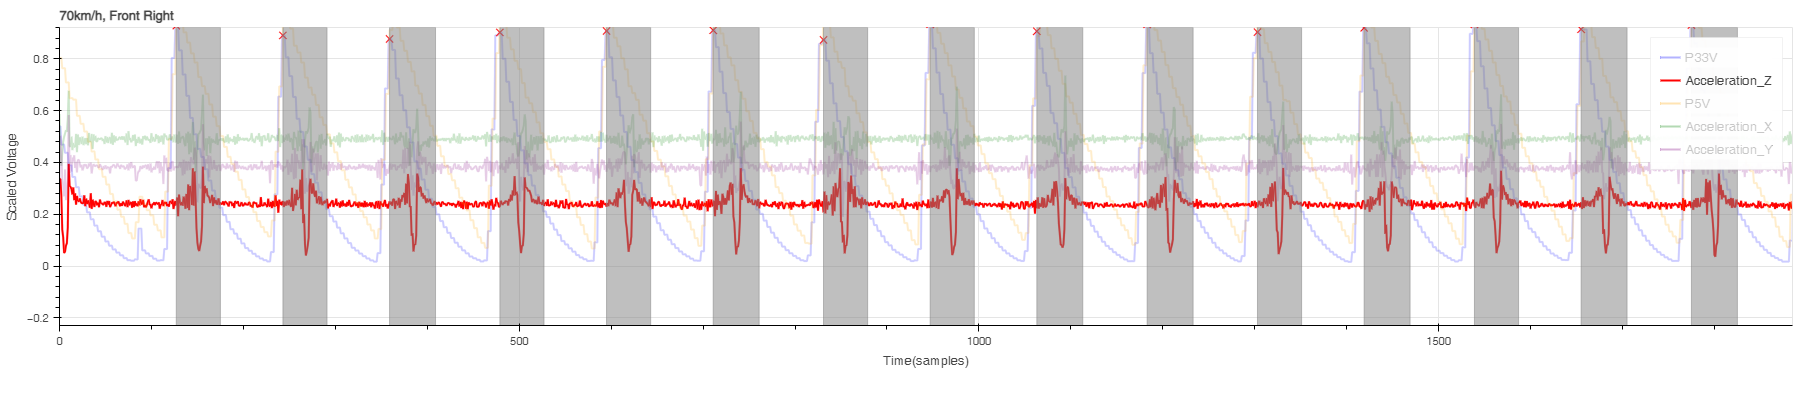 70km/h, Front Right
0.8
0.6
0.4
0.2
0
−0.2
Scaled Voltage
0
500
1000
1500
Time(samples)
P33V
Acceleration_Z
P5V
Acceleration_X
Acceleration_Y